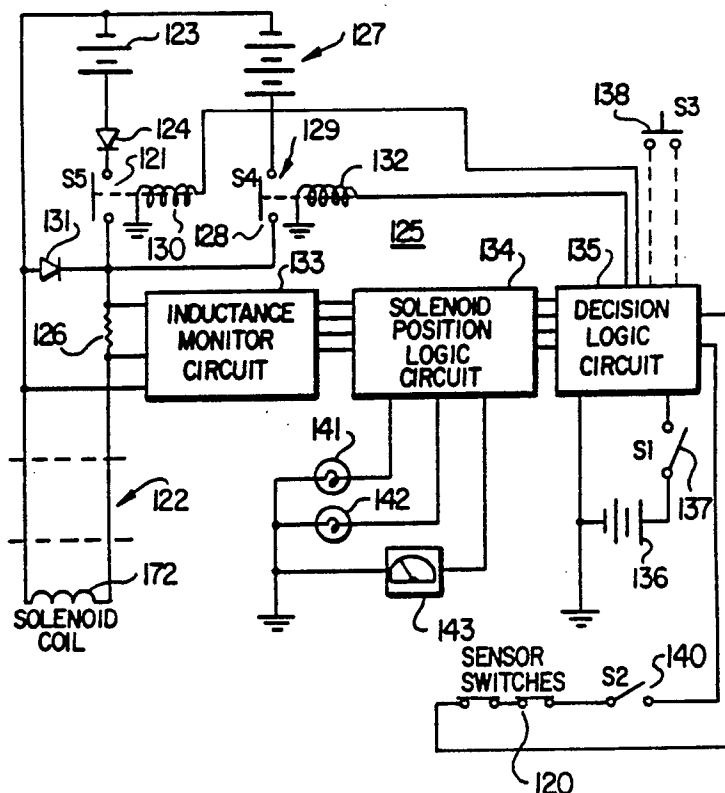 123
127
138
S3
124
129
121
132
S5
S4
130
128
125
131
133
134
135
126
INDUCTANCE
MONITOR
CIRCUIT
SOLENOID
POSITION
LOGIC
CIRCUIT
DECISION
LOGIC
CIRCUIT
141
S1
122
142
137
136
172
SOLENOID
COIL
143
SENSOR
SWITCHES
S2
140
120